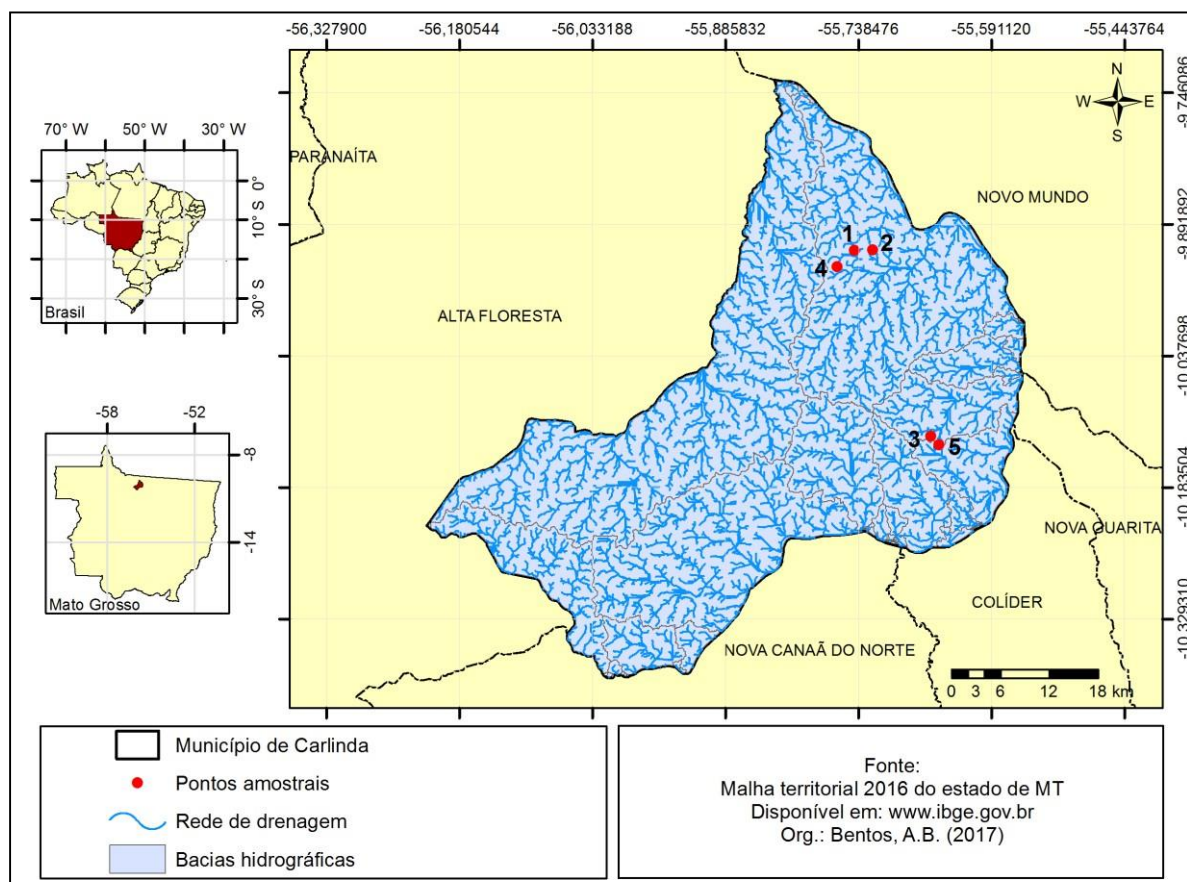 -56,327900 -56,180544 -56,033188 -55,885832 -55,738476 -55,591120 -55,443764
-9,746086
-9,891892
-10,037698
-10,183504
-10,329310
N
W E
S
70° W 50° W 30° W
0°
10° S
30° S
Brasil
-58 -52
-8
-14
Mato Grosso
PARANAÍTA
NOVO MUNDO
ALTA FLORESTA
1 2
4
3 5
NOVA GUARITA
COLÍDER
NOVA CANAÃ DO NORTE
0 3 6 12 18 km
Município de Carlinda
Pontos amostrais
Rede de drenagem
Bacias hidrográficas
Fonte:
Malha territorial 2016 do estado de MT
Disponível em: www.ibge.gov.br
Org.: Bentos, A.B. (2017)